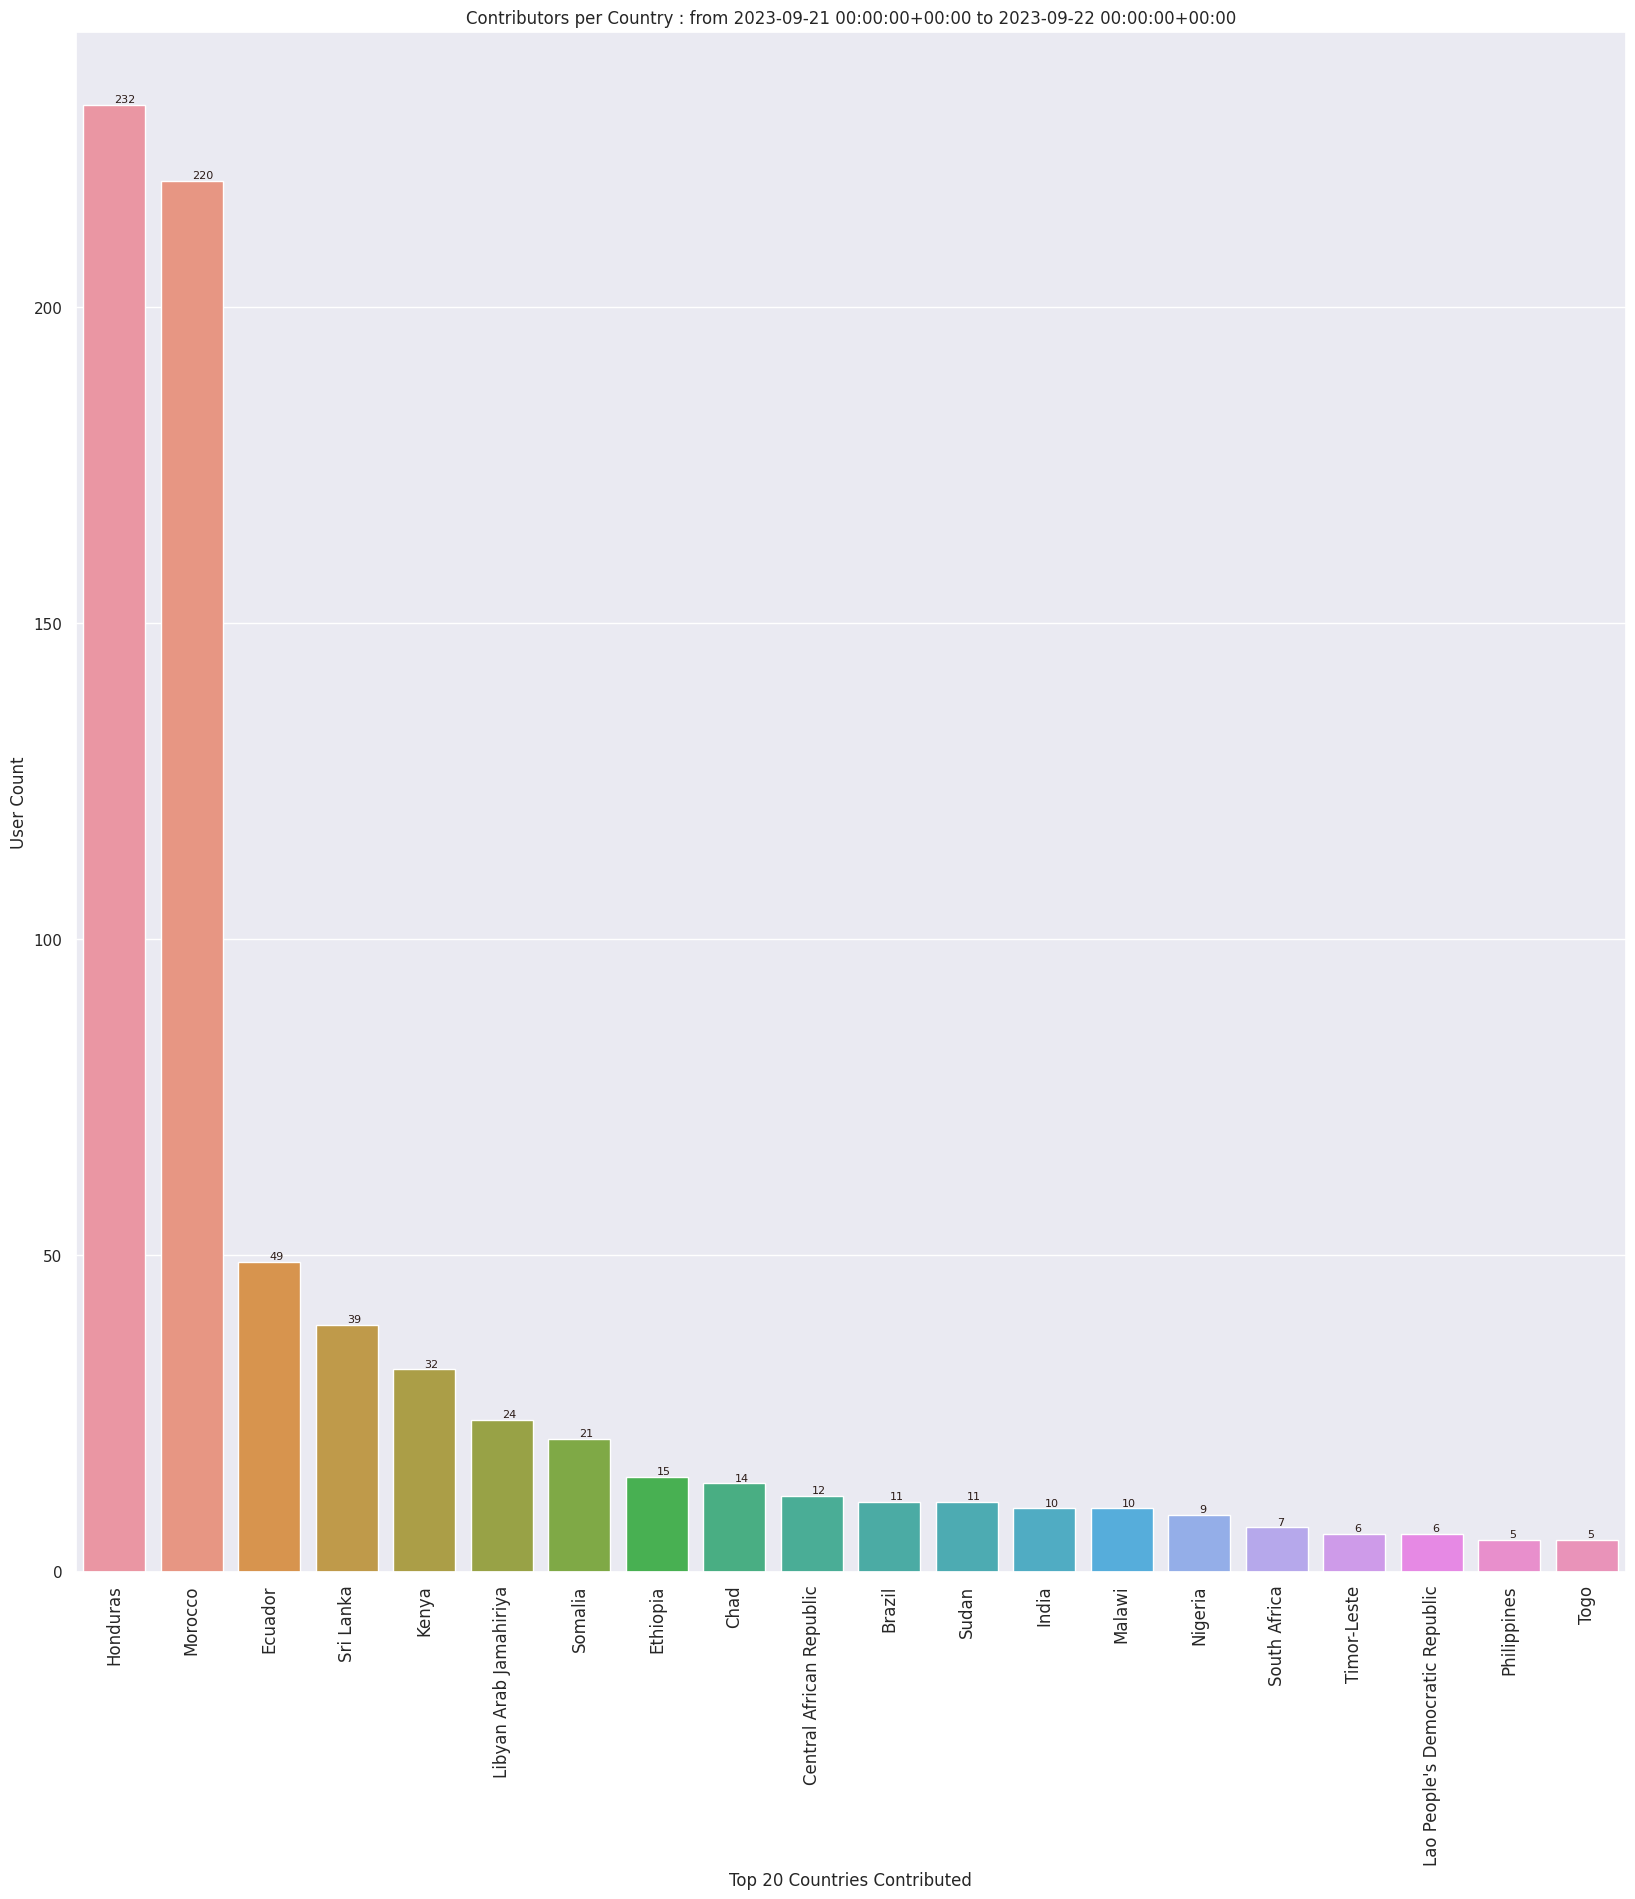 Contributors per Country : from 2023-09-21 00:00:00+00:00 to 2023-09-22 00:00:00+00:00
User Count
200
150
100
50
0
232
220
49
39
32
24
21
15
14
12
11
11
10
10
9
7
6
6
5
5
Honduras
Morocco
Ecuador
Sri Lanka
Kenya
Libyan Arab Jamahiriya
Somalia
Ethiopia
Chad
Central African Republic
Brazil
Sudan
India
Malawi
Nigeria
South Africa
Timor-Leste
Lao People's Democratic Republic
Philippines
Togo
Top 20 Countries Contributed